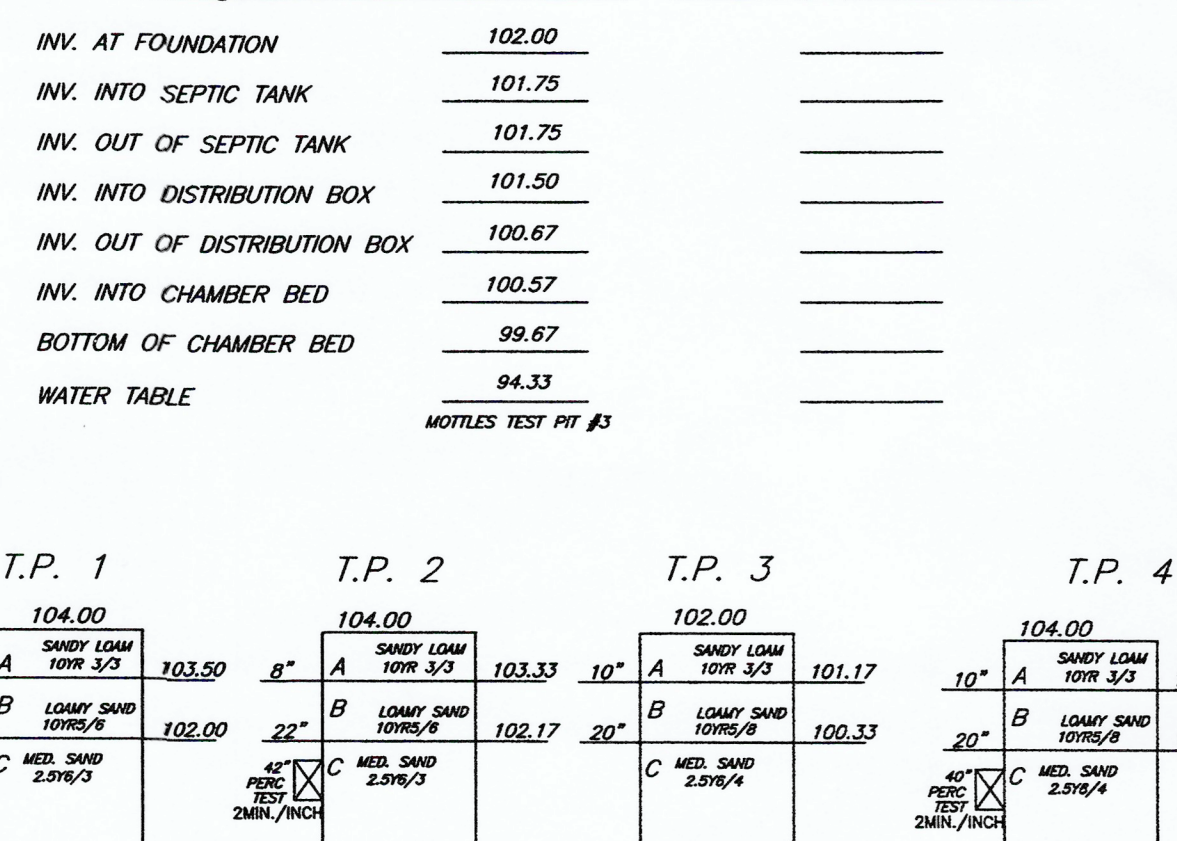 INV. AT FOUNDATION 102.00
INV. INTO SEPTIC TANK 101.75
INV. OUT OF SEPTIC TANK 101.75
INV. INTO DISTRIBUTION BOX 101.50
INV. OUT OF DISTRIBUTION BOX 100.67
INV. INTO CHAMBER BED 100.57
BOTTOM OF CHAMBER BED 99.67
WATER TABLE 94.33
MOTTLES TEST PIT #3
T.P. 1
104.00
A SANDY LOAM
10YR 3/3
103.50
B LOAMY SAND
10YR5/6
102.00
C MED. SAND
2.5Y6/3
T.P. 2
104.00
8" A SANDY LOAM
10YR 3/3
103.33
B LOAMY SAND
10YR5/6
22" 102.17
C MED. SAND
2.5Y6/3
42"
PERC
TEST
2MIN./INCH
T.P. 3
102.00
10" A SANDY LOAM
10YR 3/3
101.17
B LOAMY SAND
10YR5/8
20" 100.33
C MED. SAND
2.5Y6/4
T.P. 4
104.00
10" A SANDY LOAM
10YR 3/3
B LOAMY SAND
10YR5/8
20"
C MED. SAND
2.5Y6/4
40"
PERC
TEST
2MIN./INCH